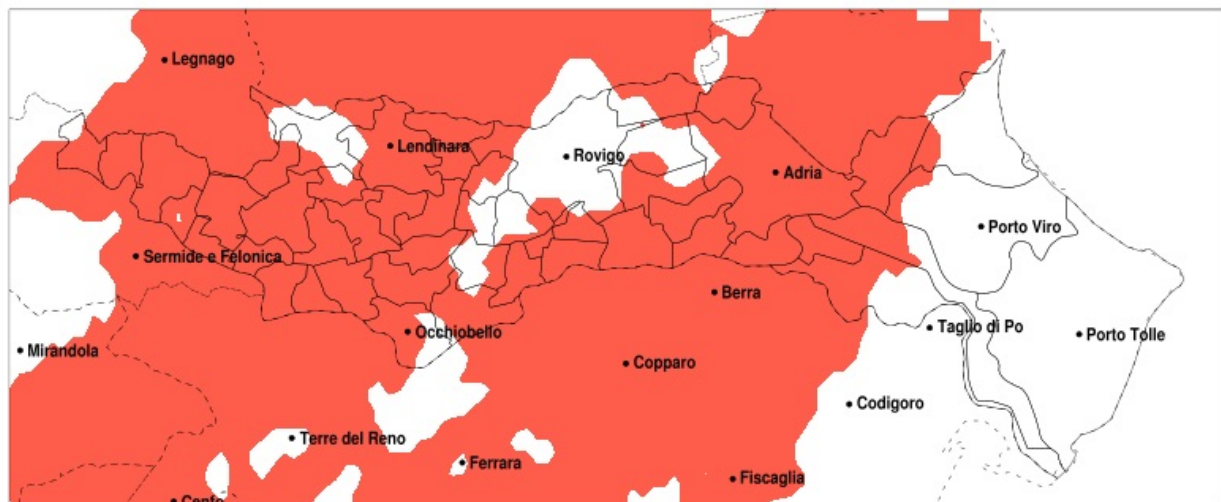 Legnago
Lendinara
Rovigo
Adria
Porto Viro
Sermide e Felonica
Berra
Taglio di Po
Porto Tolle
Occhiobello
Mirandola
Copparo
Codigoro
Terre del Reno
Ferrara
Fiscaglia
Cento